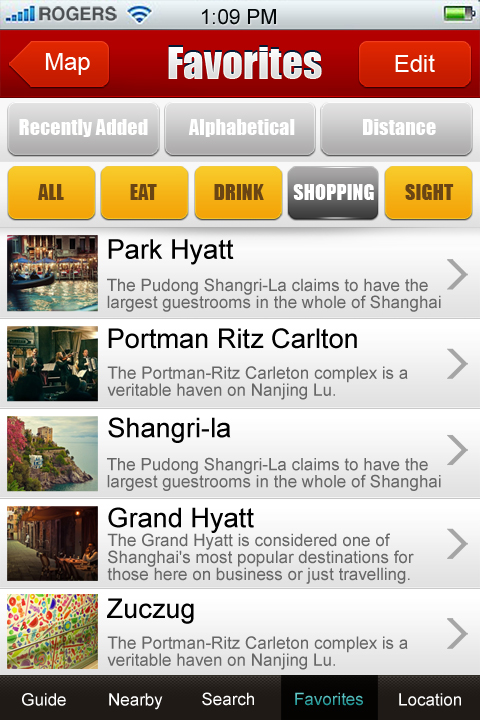 ROGERS 1:09 PM
Map Favorites Edit
Recently Added Alphabetical Distance
ALL EAT DRINK SHOPPING SIGHT
Park Hyatt
The Pudong Shangri-La claims to have the
largest guestrooms in the whole of Shanghai
Portman Ritz Carlton
The Portman-Ritz Carleton complex is a
veritable haven on Nanjing Lu.
Shangri-la
The Pudong Shangri-La claims to have the
largest guestrooms in the whole of Shanghai
Grand Hyatt
The Grand Hyatt is considered one of
Shanghai's most popular destinations for
those here on business or just travelling.
Zuczug
The Portman-Ritz Carleton complex is a
veritable haven on Nanjing Lu.
Guide Nearby Search Favorites Location